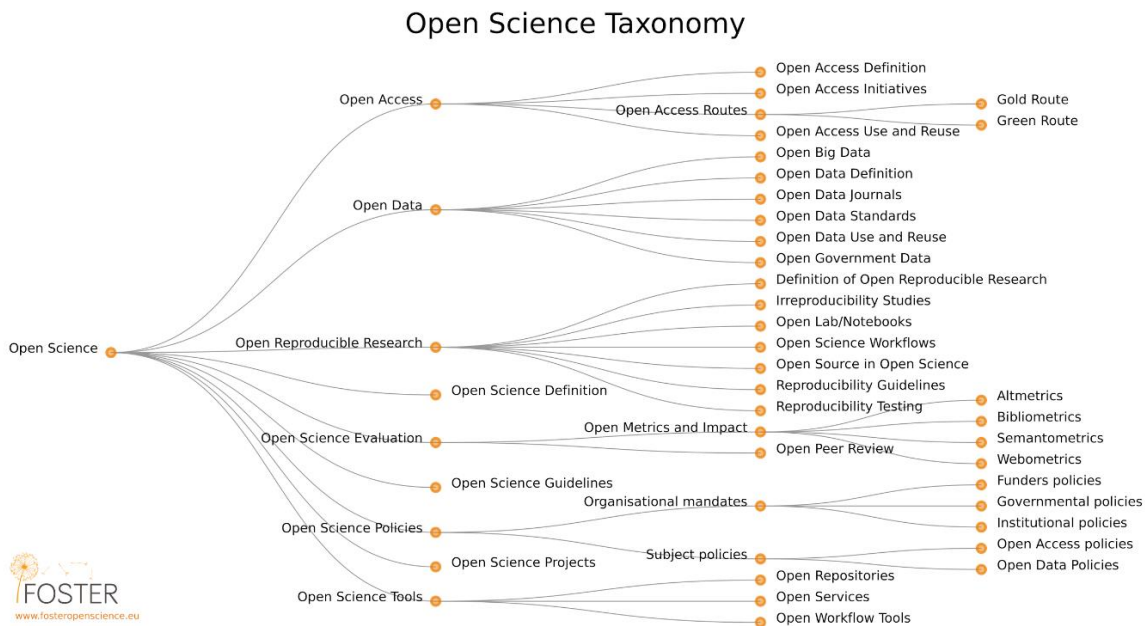 Open Science Taxonomy
Open Science
Open Access
Open Access Definition
Open Access Initiatives
Open Access Routes
Gold Route
Green Route
Open Access Use and Reuse
Open Data
Open Big Data
Open Data Definition
Open Data Journals
Open Data Standards
Open Data Use and Reuse
Open Government Data
Open Reproducible Research
Definition of Open Reproducible Research
Irreproducibility Studies
Open Lab/Notebooks
Open Science Workflows
Open Source in Open Science
Reproducibility Guidelines
Reproducibility Testing
Open Science Definition
Open Science Evaluation
Open Metrics and Impact
Altmetrics
Bibliometrics
Semantometrics
Webometrics
Open Peer Review
Open Science Guidelines
Open Science Policies
Organisational mandates
Funders policies
Governmental policies
Institutional policies
Subject policies
Open Access policies
Open Data Policies
Open Science Projects
Open Science Tools
Open Repositories
Open Services
Open Workflow Tools
FOSTER
www.fosteropenscience.eu